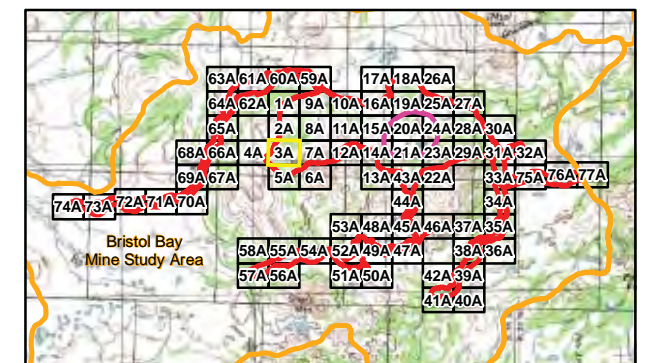 63A 61A 60A 59A 17A 18A 26A
64A 62A 1A 9A 10A 16A 19A 25A 27A
65A 2A 8A 11A 15A 20A 24A 28A 30A
68A 66A 4A 3A 7A 12A 14A 21A 23A 29A 31A 32A
69A 67A 5A 6A 13A 43A 22A 33A 75A 76A 77A
74A 73A 72A 71A 70A 44A 34A
53A 48A 45A 46A 37A 35A
Bristol Bay
Mine Study Area
58A 55A 54A 52A 49A 47A 38A 36A
57A 56A 51A 50A 42A 39A
41A 40A